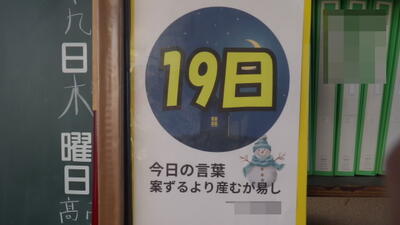 九日木曜日
高
19日
今日の言葉
案ずるより産むが易し